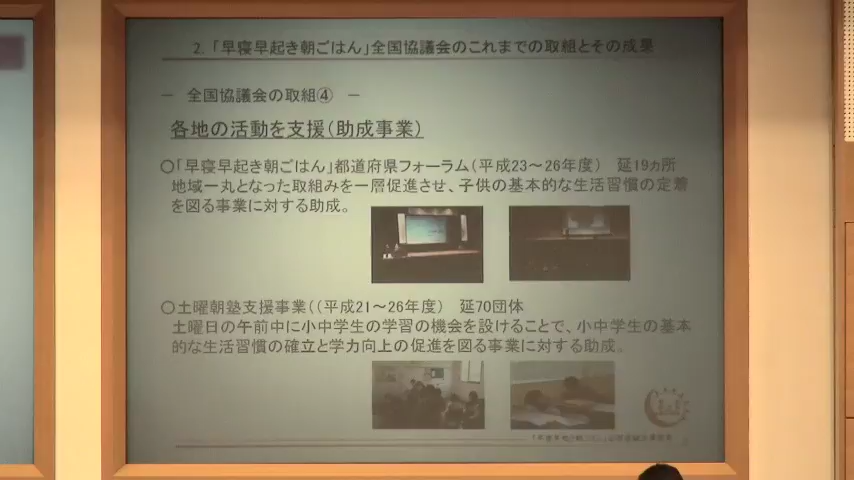 2. 「早寝早起き朝ごはん」全国協議会のこれまでの取組とその成果
－ 全国協議会の取組④ －
各地の活動を支援（助成事業）
○「早寝早起き朝ごはん」都道府県フォーラム（平成23～26年度） 延19ヵ所
地域一丸となった取組みを一層促進させ、子供の基本的な生活習慣の定着
を図る事業に対する助成。
○土曜朝塾支援事業（（平成21～26年度） 延70団体
土曜日の午前中に小中学生の学習の機会を設けることで、小中学生の基本
的な生活習慣の確立と学力向上の促進を図る事業に対する助成。